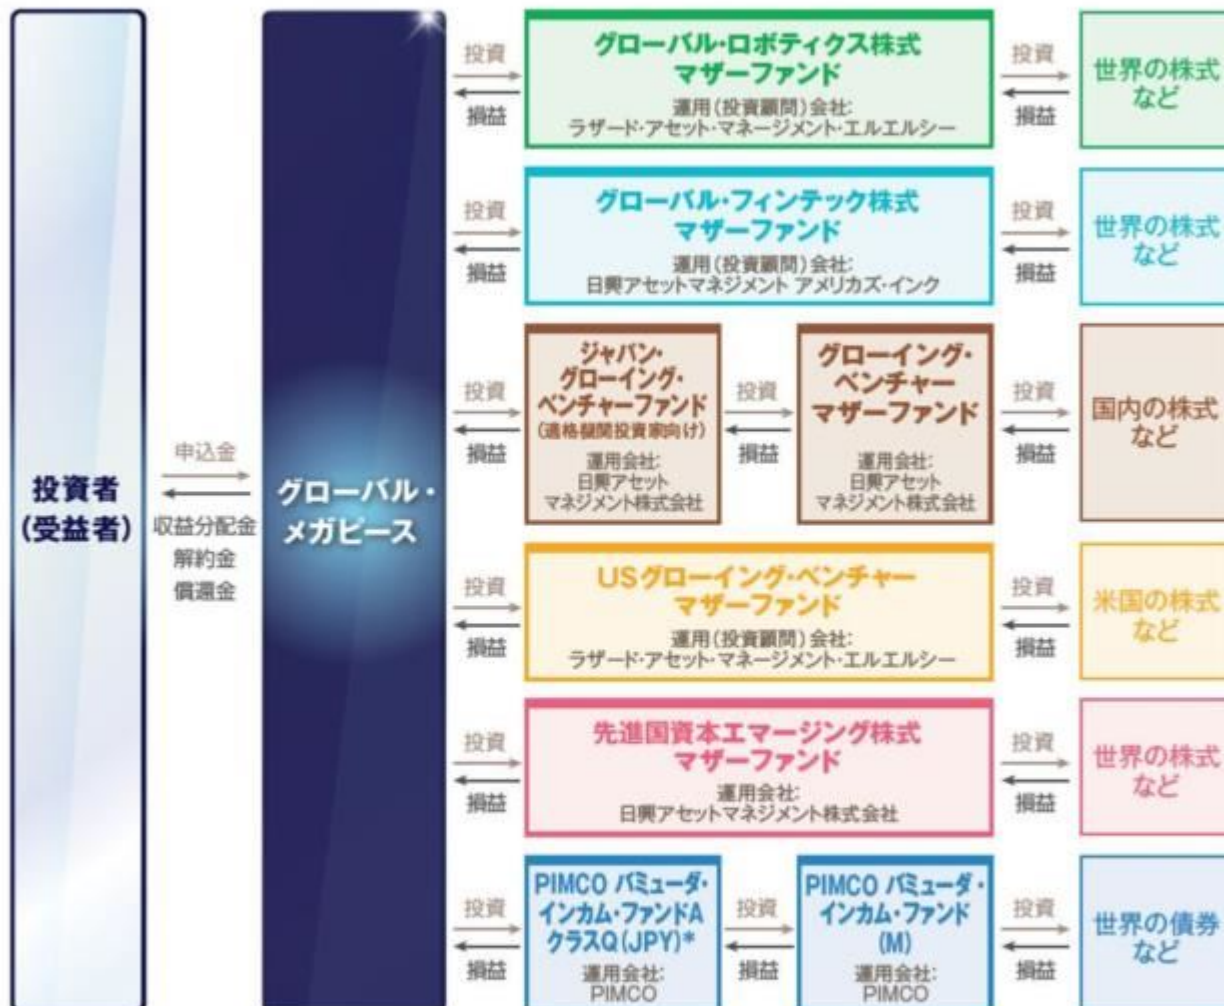 投資者
(受益者)
申込金
収益分配金
解約金
償還金
グローバル・
メガピース
投資
損益
グローバル・ロボティクス株式
マザーファンド
運用(投資顧問)会社:
ラザード・アセット・マネージメント・エルエルシー
投資
損益
世界の株式
など
投資
損益
グローバル・フィンテック株式
マザーファンド
運用(投資顧問)会社:
日興アセットマネジメント アメリカズ・インク
投資
損益
世界の株式
など
投資
損益
ジャパン・
グローイング・
ベンチャーファンド
(適格機関投資家向け)
運用会社:
日興アセット
マネジメント株式会社
投資
損益
グローイング・
ベンチャー
マザーファンド
運用会社:
日興アセット
マネジメント株式会社
投資
損益
国内の株式
など
投資
損益
USグローイング・ベンチャー
マザーファンド
運用(投資顧問)会社:
ラザード・アセット・マネージメント・エルエルシー
投資
損益
米国の株式
など
投資
損益
先進国資本エマージング株式
マザーファンド
運用会社:
日興アセットマネジメント株式会社
投資
損益
世界の株式
など
投資
損益
PIMCO バミューダ・
インカム・ファンドA
クラスQ(JPY)*
運用会社:
PIMCO
投資
損益
PIMCO バミューダ・
インカム・ファンド
(M)
運用会社:
PIMCO
投資
損益
世界の債券
など